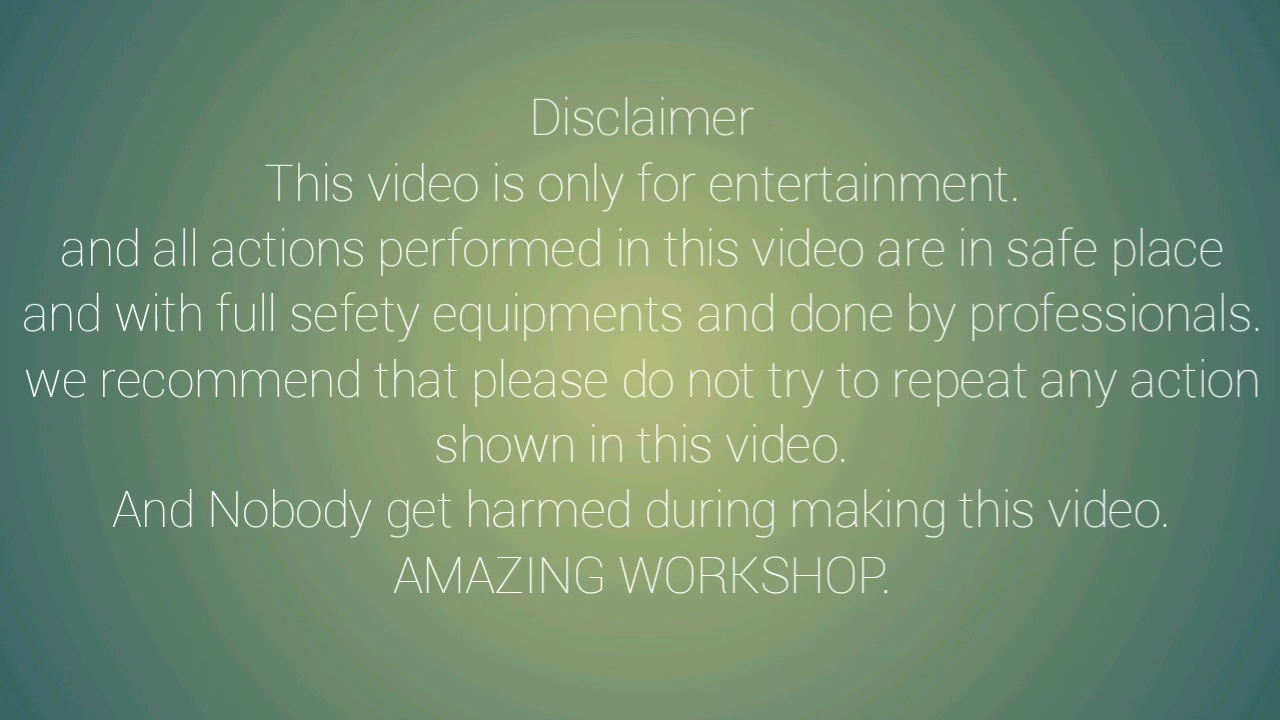 Disclaimer
This video is only for entertainment.
and all actions performed in this video are in safe place
and with full sefety equipments and done by professionals.
we recommend that please do not try to repeat any action
shown in this video.
And Nobody get harmed during making this video.
AMAZING WORKSHOP.